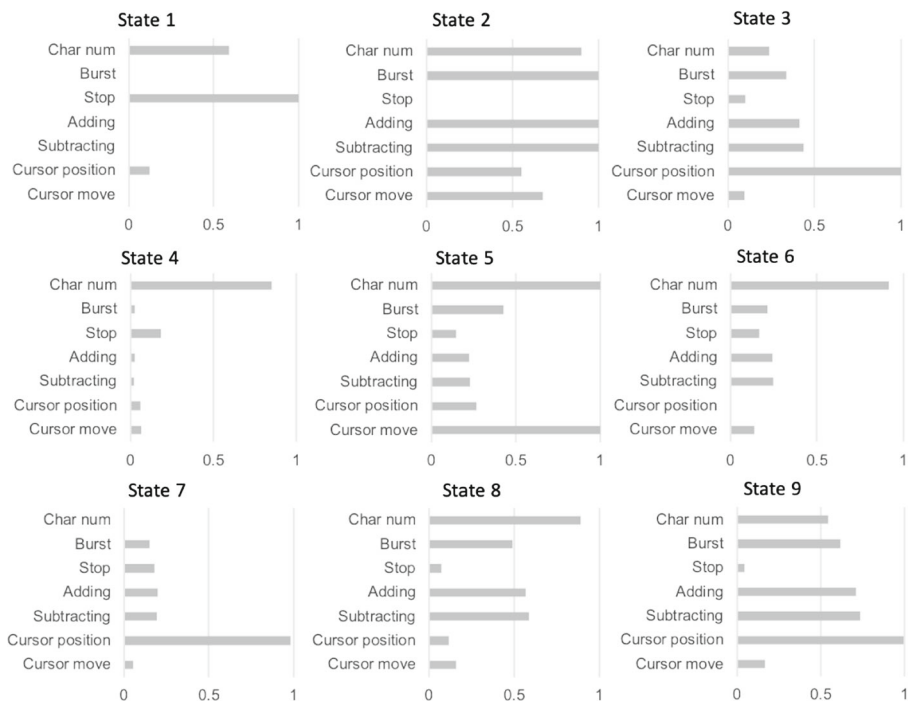 State 1
Char num
Burst
Stop
Adding
Subtracting
Cursor position
Cursor move
0 0.5 1
State 2
Char num
Burst
Stop
Adding
Subtracting
Cursor position
Cursor move
0 0.5 1
State 3
Char num
Burst
Stop
Adding
Subtracting
Cursor position
Cursor move
0 0.5 1
State 4
Char num
Burst
Stop
Adding
Subtracting
Cursor position
Cursor move
0 0.5 1
State 5
Char num
Burst
Stop
Adding
Subtracting
Cursor position
Cursor move
0 0.5 1
State 6
Char num
Burst
Stop
Adding
Subtracting
Cursor position
Cursor move
0 0.5 1
State 7
Char num
Burst
Stop
Adding
Subtracting
Cursor position
Cursor move
0 0.5 1
State 8
Char num
Burst
Stop
Adding
Subtracting
Cursor position
Cursor move
0 0.5 1
State 9
Char num
Burst
Stop
Adding
Subtracting
Cursor position
Cursor move
0 0.5 1